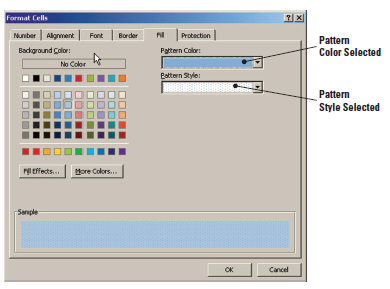 Format Cells
Number Alignment Font Border Fill Protection
Background Color:
No Color
Pattern Color:
Pattern Style:
Pattern
Color Selected
Pattern
Style Selected
Fill Effects...
More Colors...
Sample
OK
Cancel